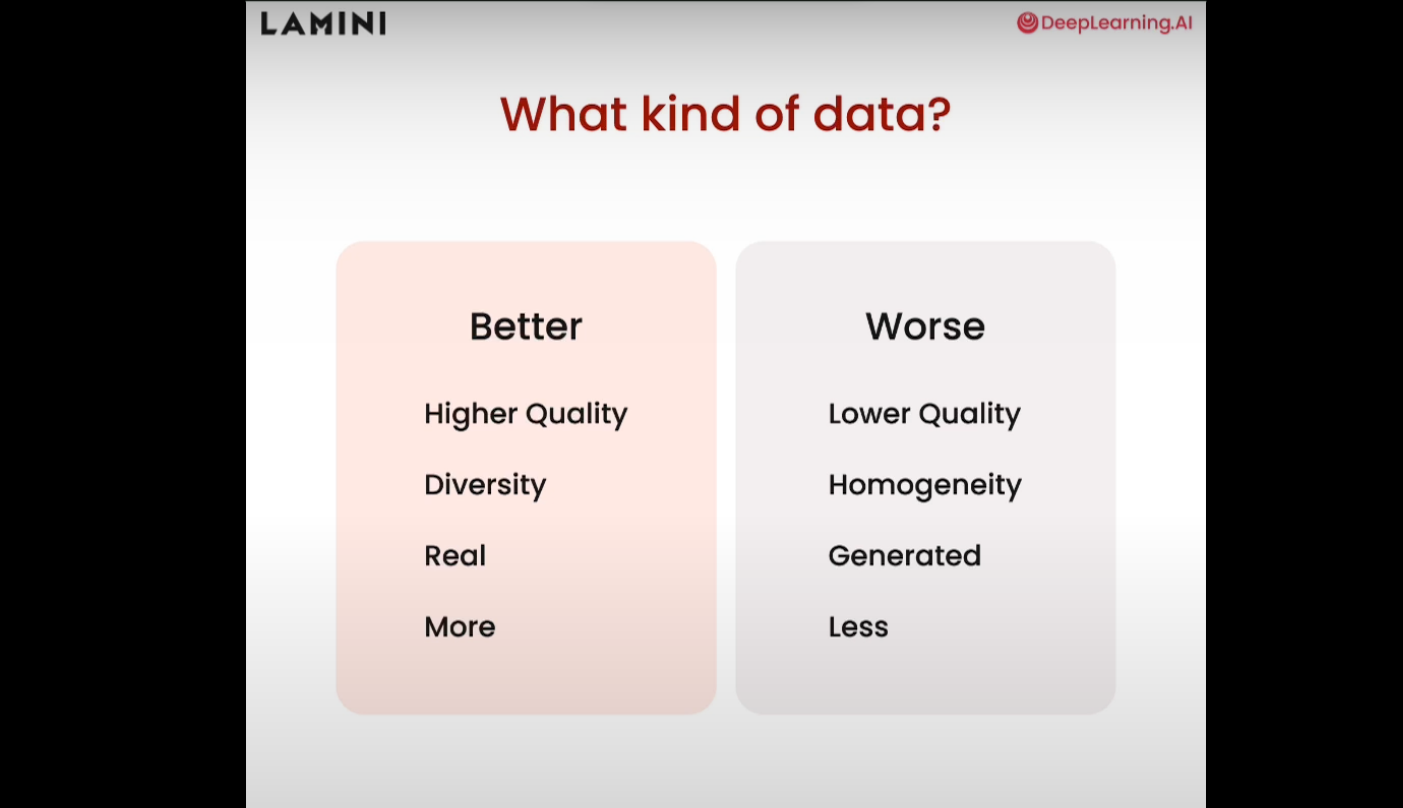 LAMINI
DeepLearning.AI
What kind of data?
Better
Higher Quality
Diversity
Real
More
Worse
Lower Quality
Homogeneity
Generated
Less